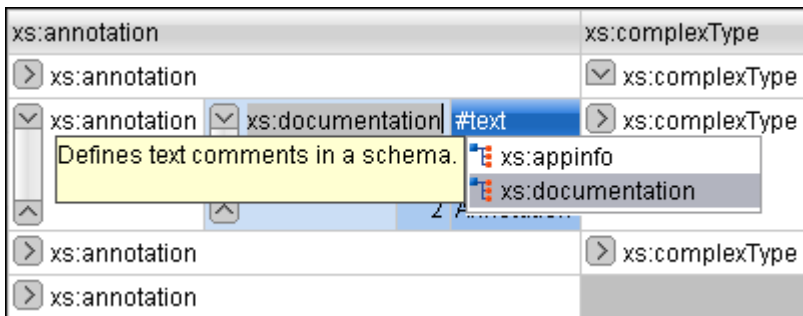 xs:annotation xs:complexType
xs:annotation xs:complexType
xs:annotation xs:documentation #text xs:complexType
Defines text comments in a schema. xs:appinfo
xs:documentation
2
xs:annotation xs:complexType
xs:annotation